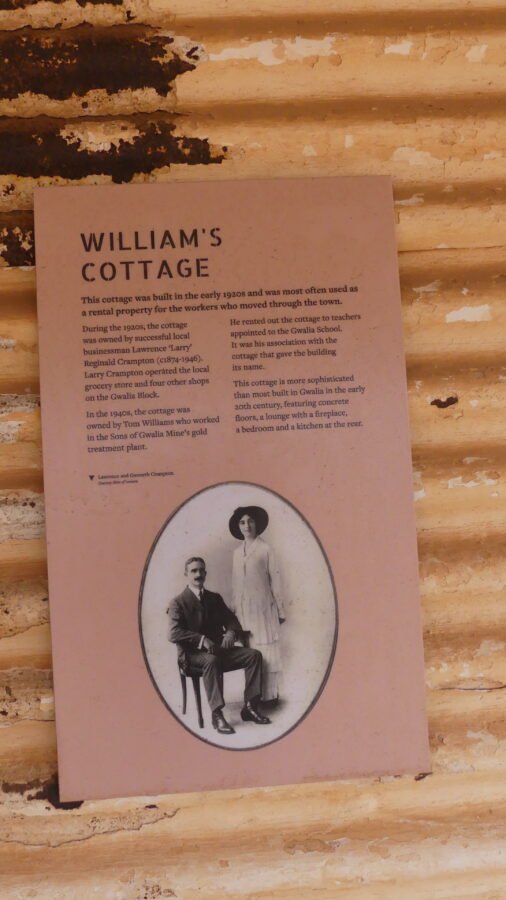 WILLIAM'S
COTTAGE
This cottage was built in the early 1920s and was most often used as
a rental property for the workers who moved through the town.
During the 1920s, the cottage
was owned by successful local
businessman Lawrence 'Larry'
Reginald Crampton (c1874-1946).
Larry Crampton operated the local
grocery store and four other shops
on the Gwalia Block.
In the 1940s, the cottage was
owned by Tom Williams who worked
in the Sons of Gwalia Mine's gold
treatment plant.
He rented out the cottage to teachers
appointed to the Gwalia School.
It was his association with the
cottage that gave the building
its name.
This cottage is more sophisticated
than most built in Gwalia in the early
20th century, featuring concrete
floors, a lounge with a fireplace,
a bedroom and a kitchen at the rear.
Lawrence and Gwenyth Crampton.